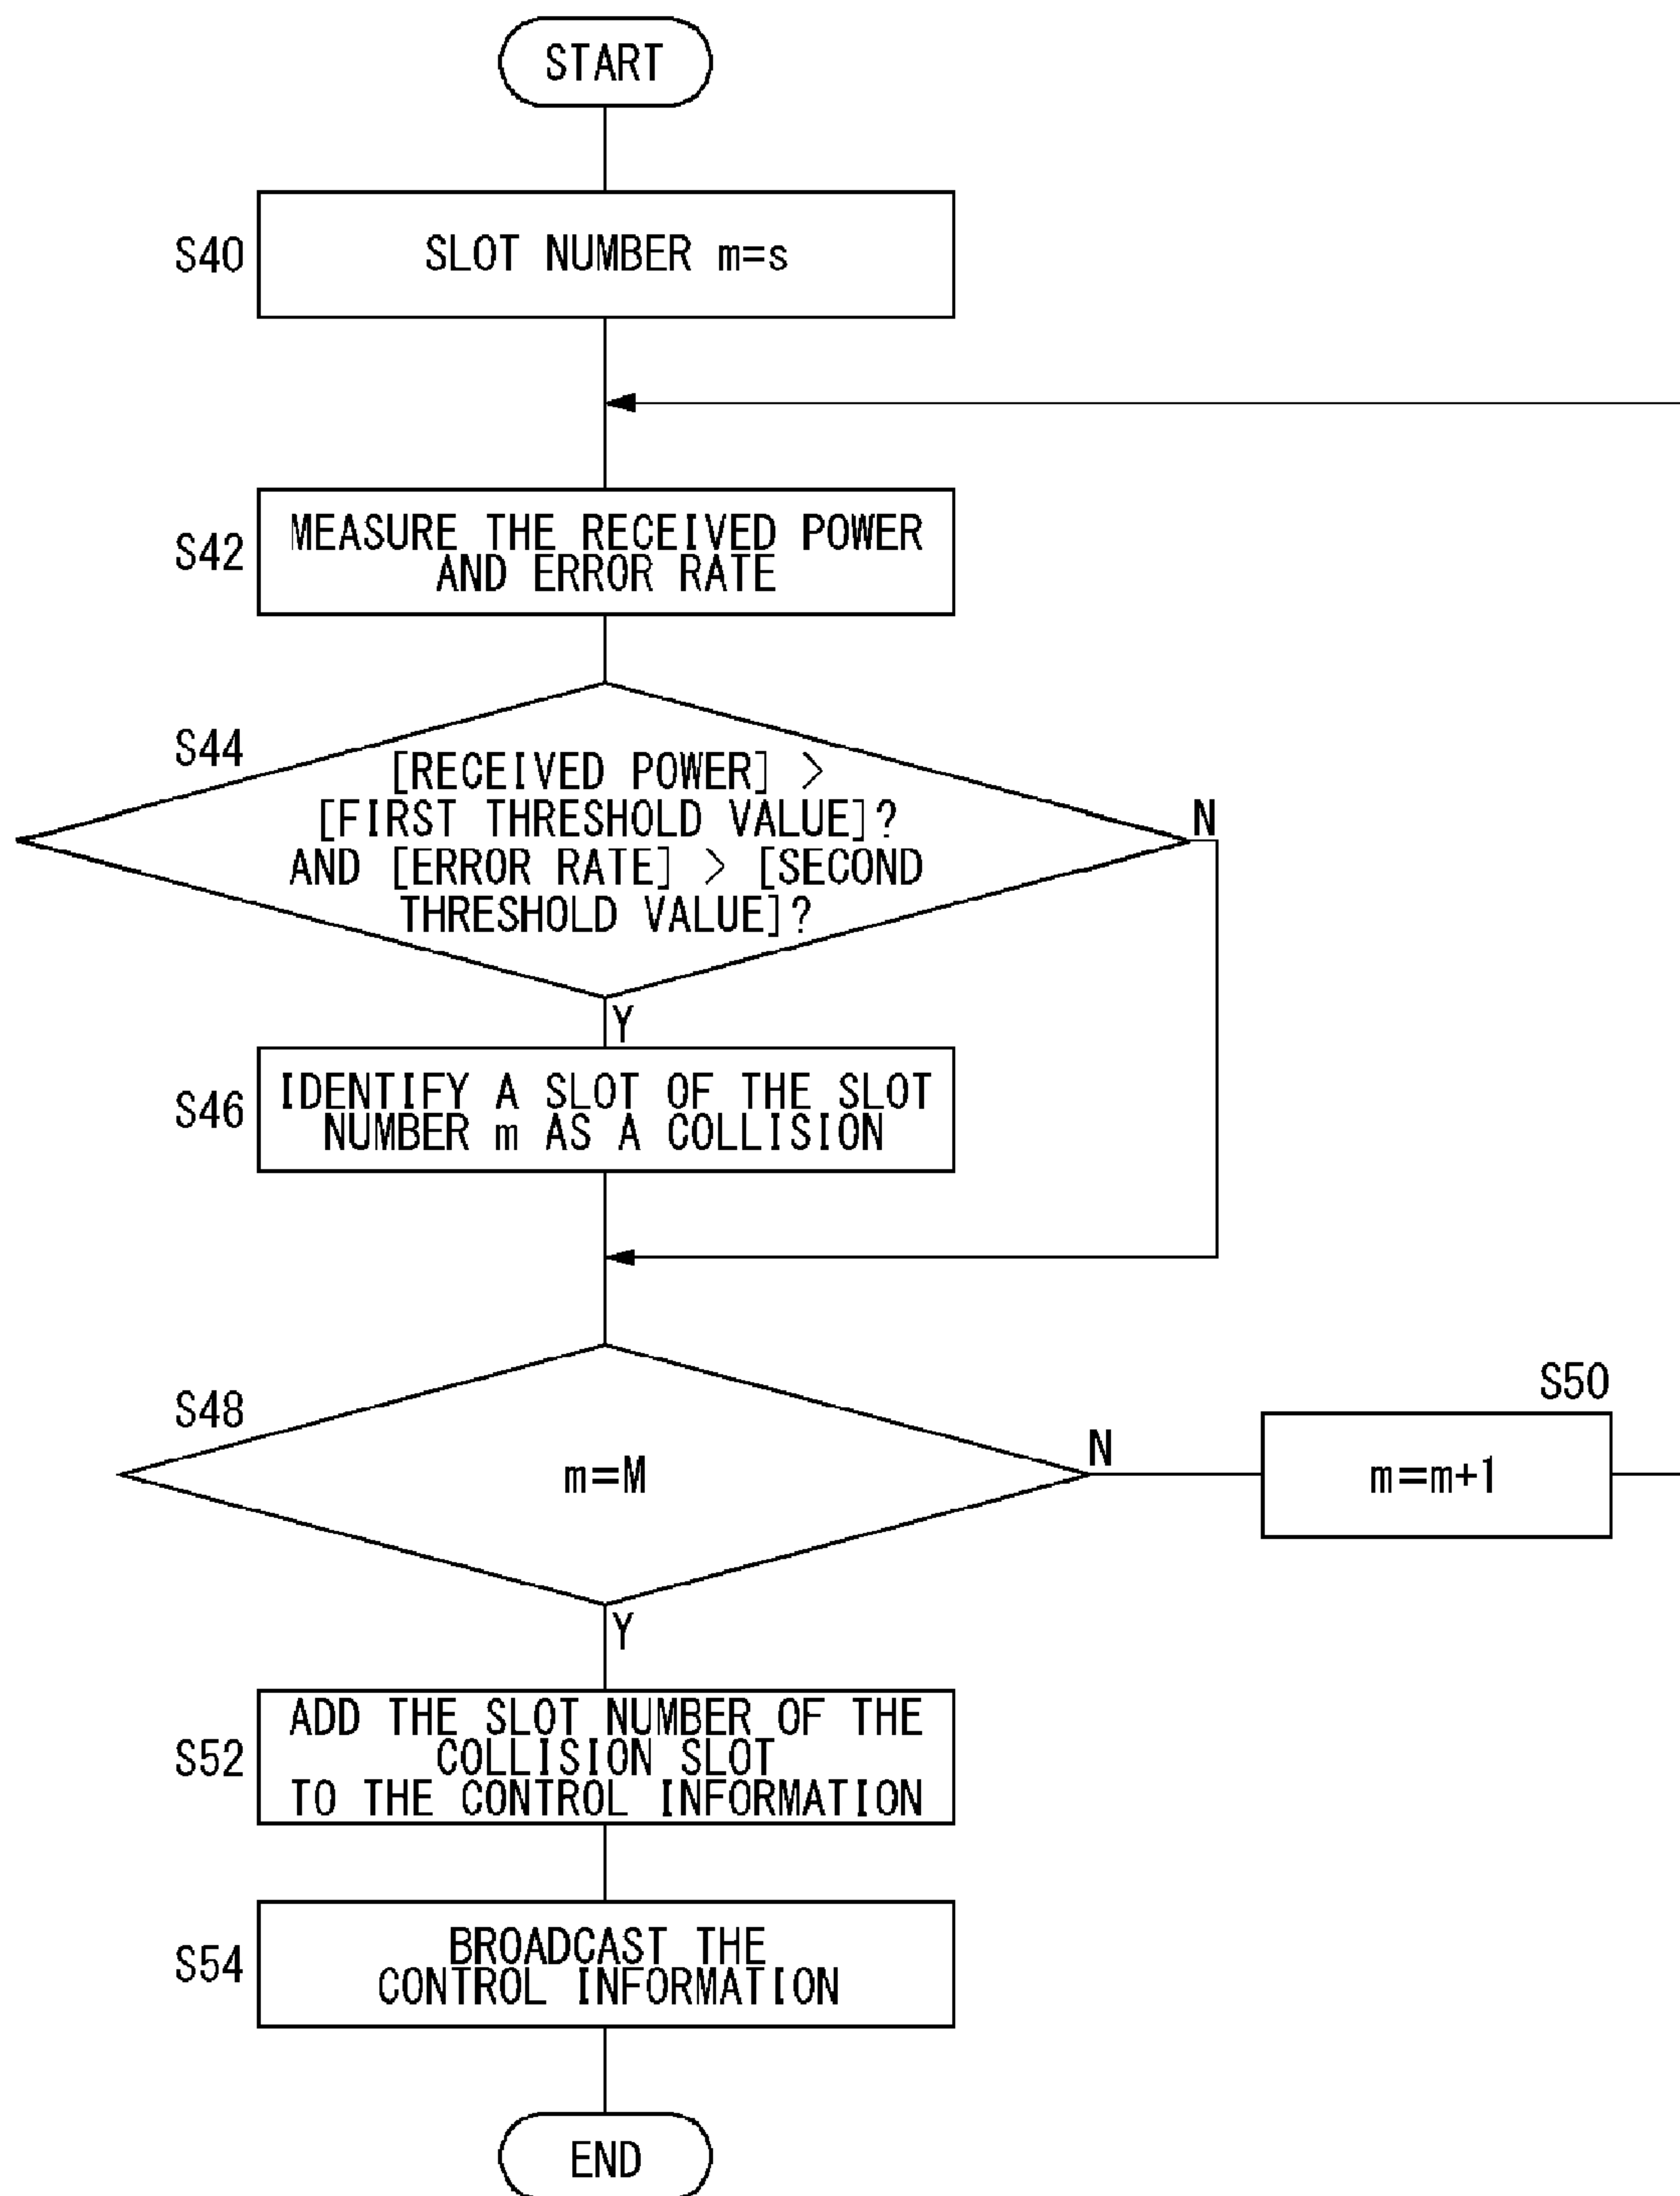 START
S40
SLOT NUMBER m=s
S42
MEASURE THE RECEIVED POWER
AND ERROR RATE
S44
[RECEIVED POWER] >
[FIRST THRESHOLD VALUE]?
AND [ERROR RATE] > [SECOND
THRESHOLD VALUE]?
N
Y
S46
IDENTIFY A SLOT OF THE SLOT
NUMBER m AS A COLLISION
S48
m=M
N
S50
m=m+1
Y
S52
ADD THE SLOT NUMBER OF THE
COLLISION SLOT
TO THE CONTROL INFORMATION
S54
BROADCAST THE
CONTROL INFORMATION
END